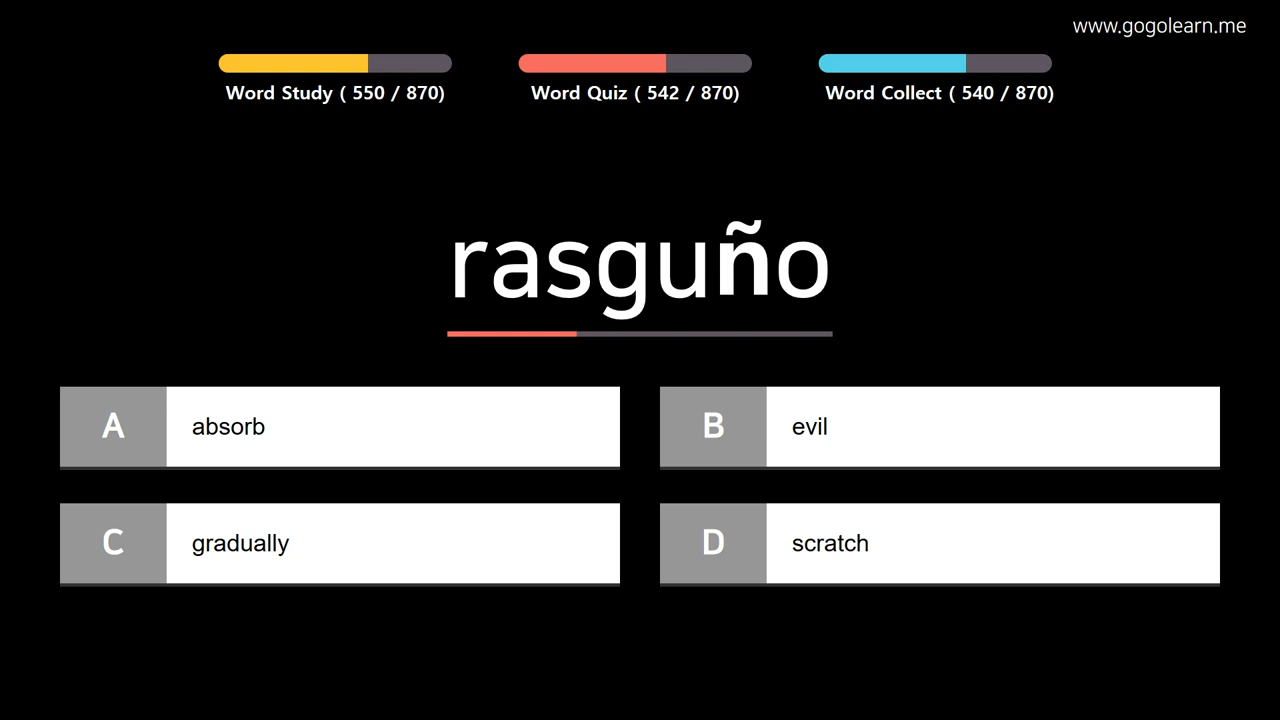 www.gogolearn.me
Word Study ( 550 / 870)
Word Quiz ( 542 / 870)
Word Collect ( 540 / 870)
rasguño
A absorb
B evil
C gradually
D scratch